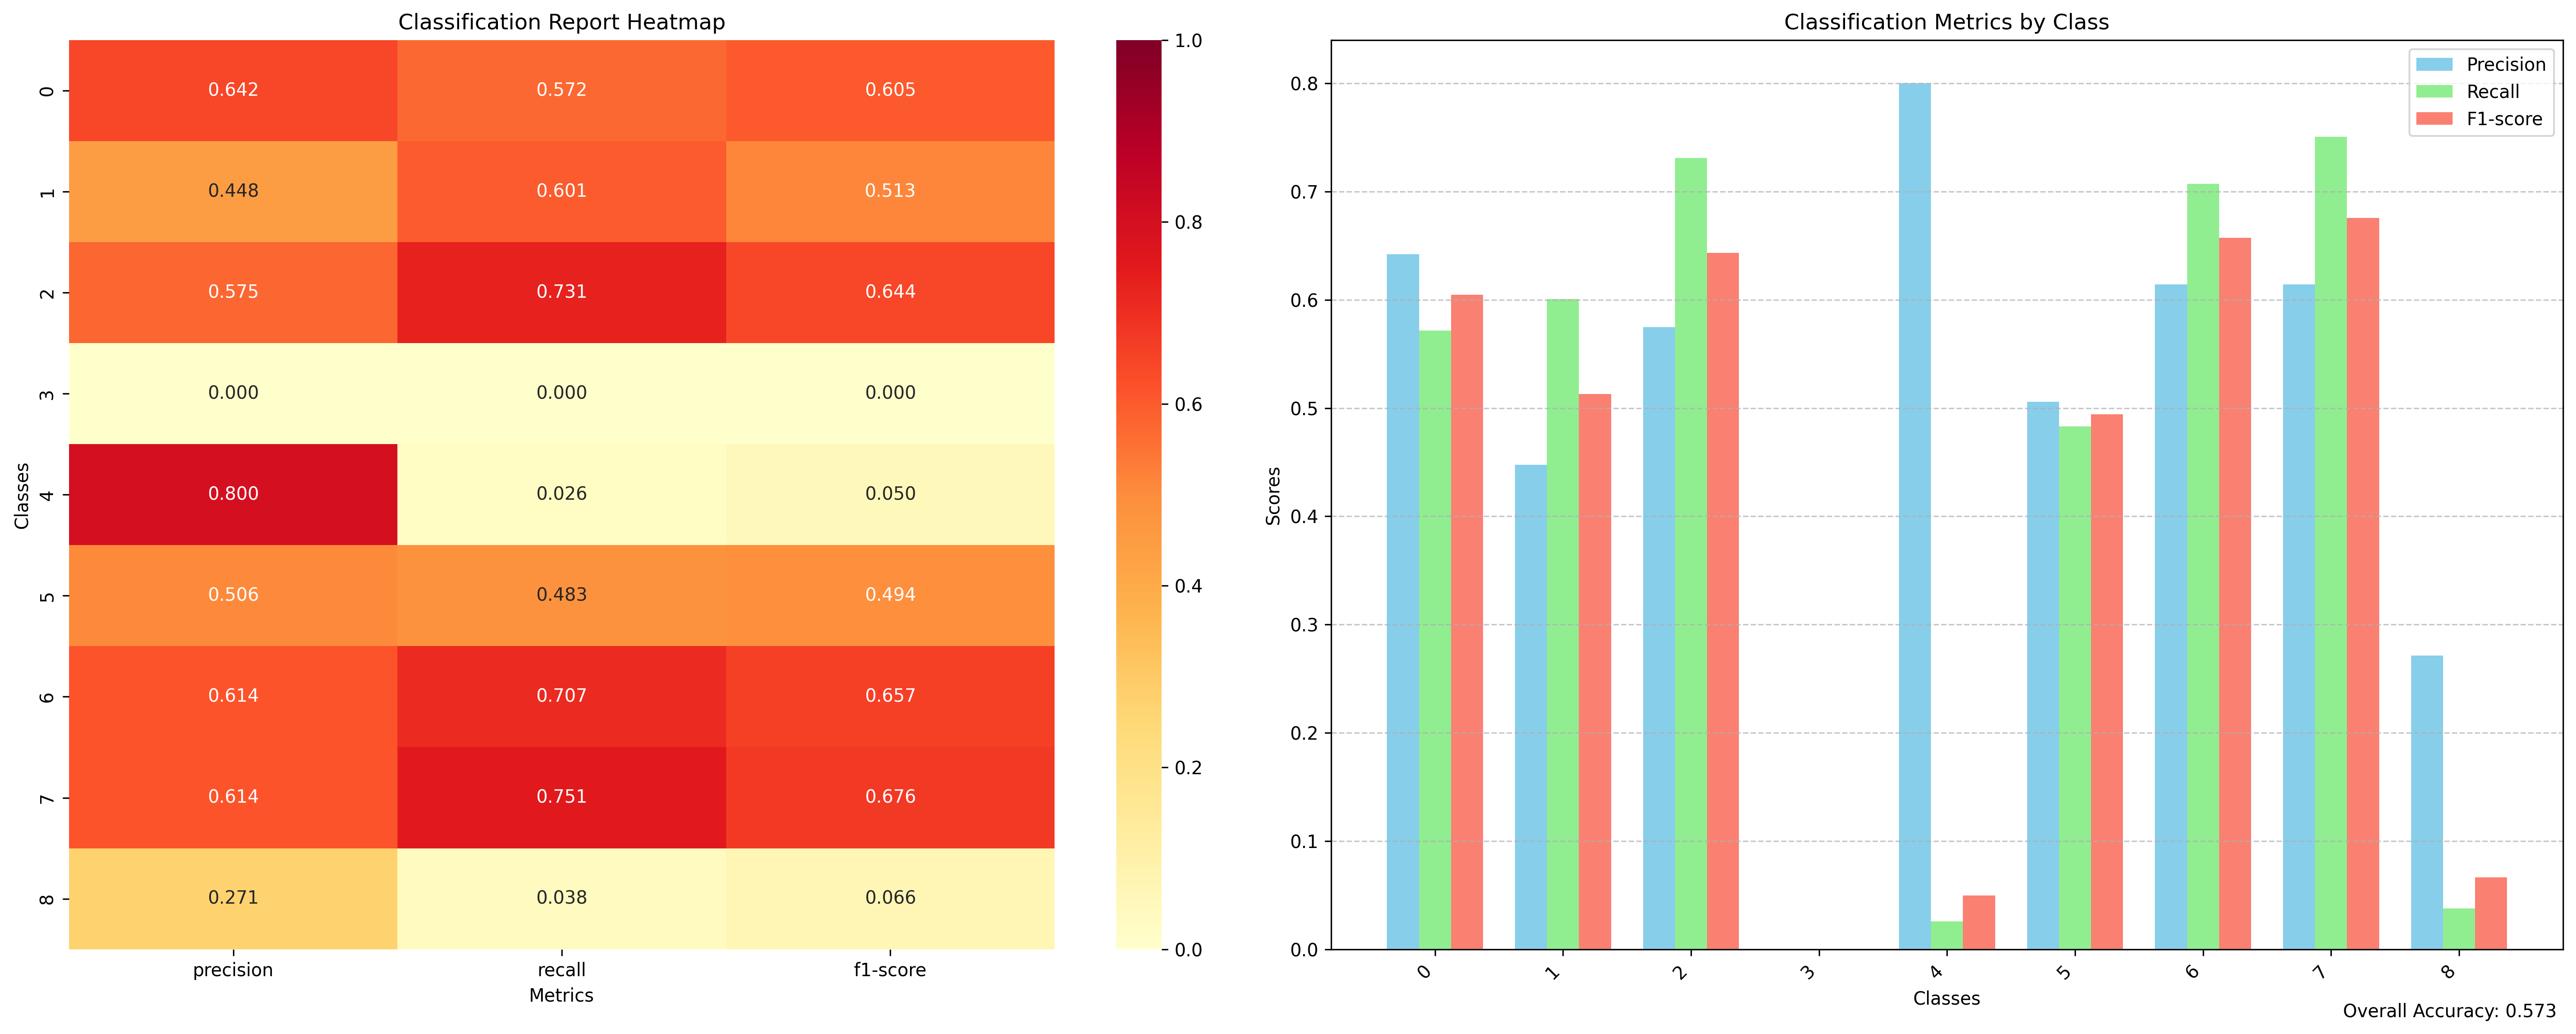 Classification Report Heatmap
Classes
0 0.642 0.572 0.605
1 0.448 0.601 0.513
2 0.575 0.731 0.644
3 0.000 0.000 0.000
4 0.800 0.026 0.050
5 0.506 0.483 0.494
6 0.614 0.707 0.657
7 0.614 0.751 0.676
8 0.271 0.038 0.066
precision recall f1-score
Metrics
1.0
0.8
0.6
0.4
0.2
0.0
Classification Metrics by Class
Precision
Recall
F1-score
Scores
0.8
0.7
0.6
0.5
0.4
0.3
0.2
0.1
0.0
0 1 2 3 4 5 6 7 8
Classes
Overall Accuracy: 0.573